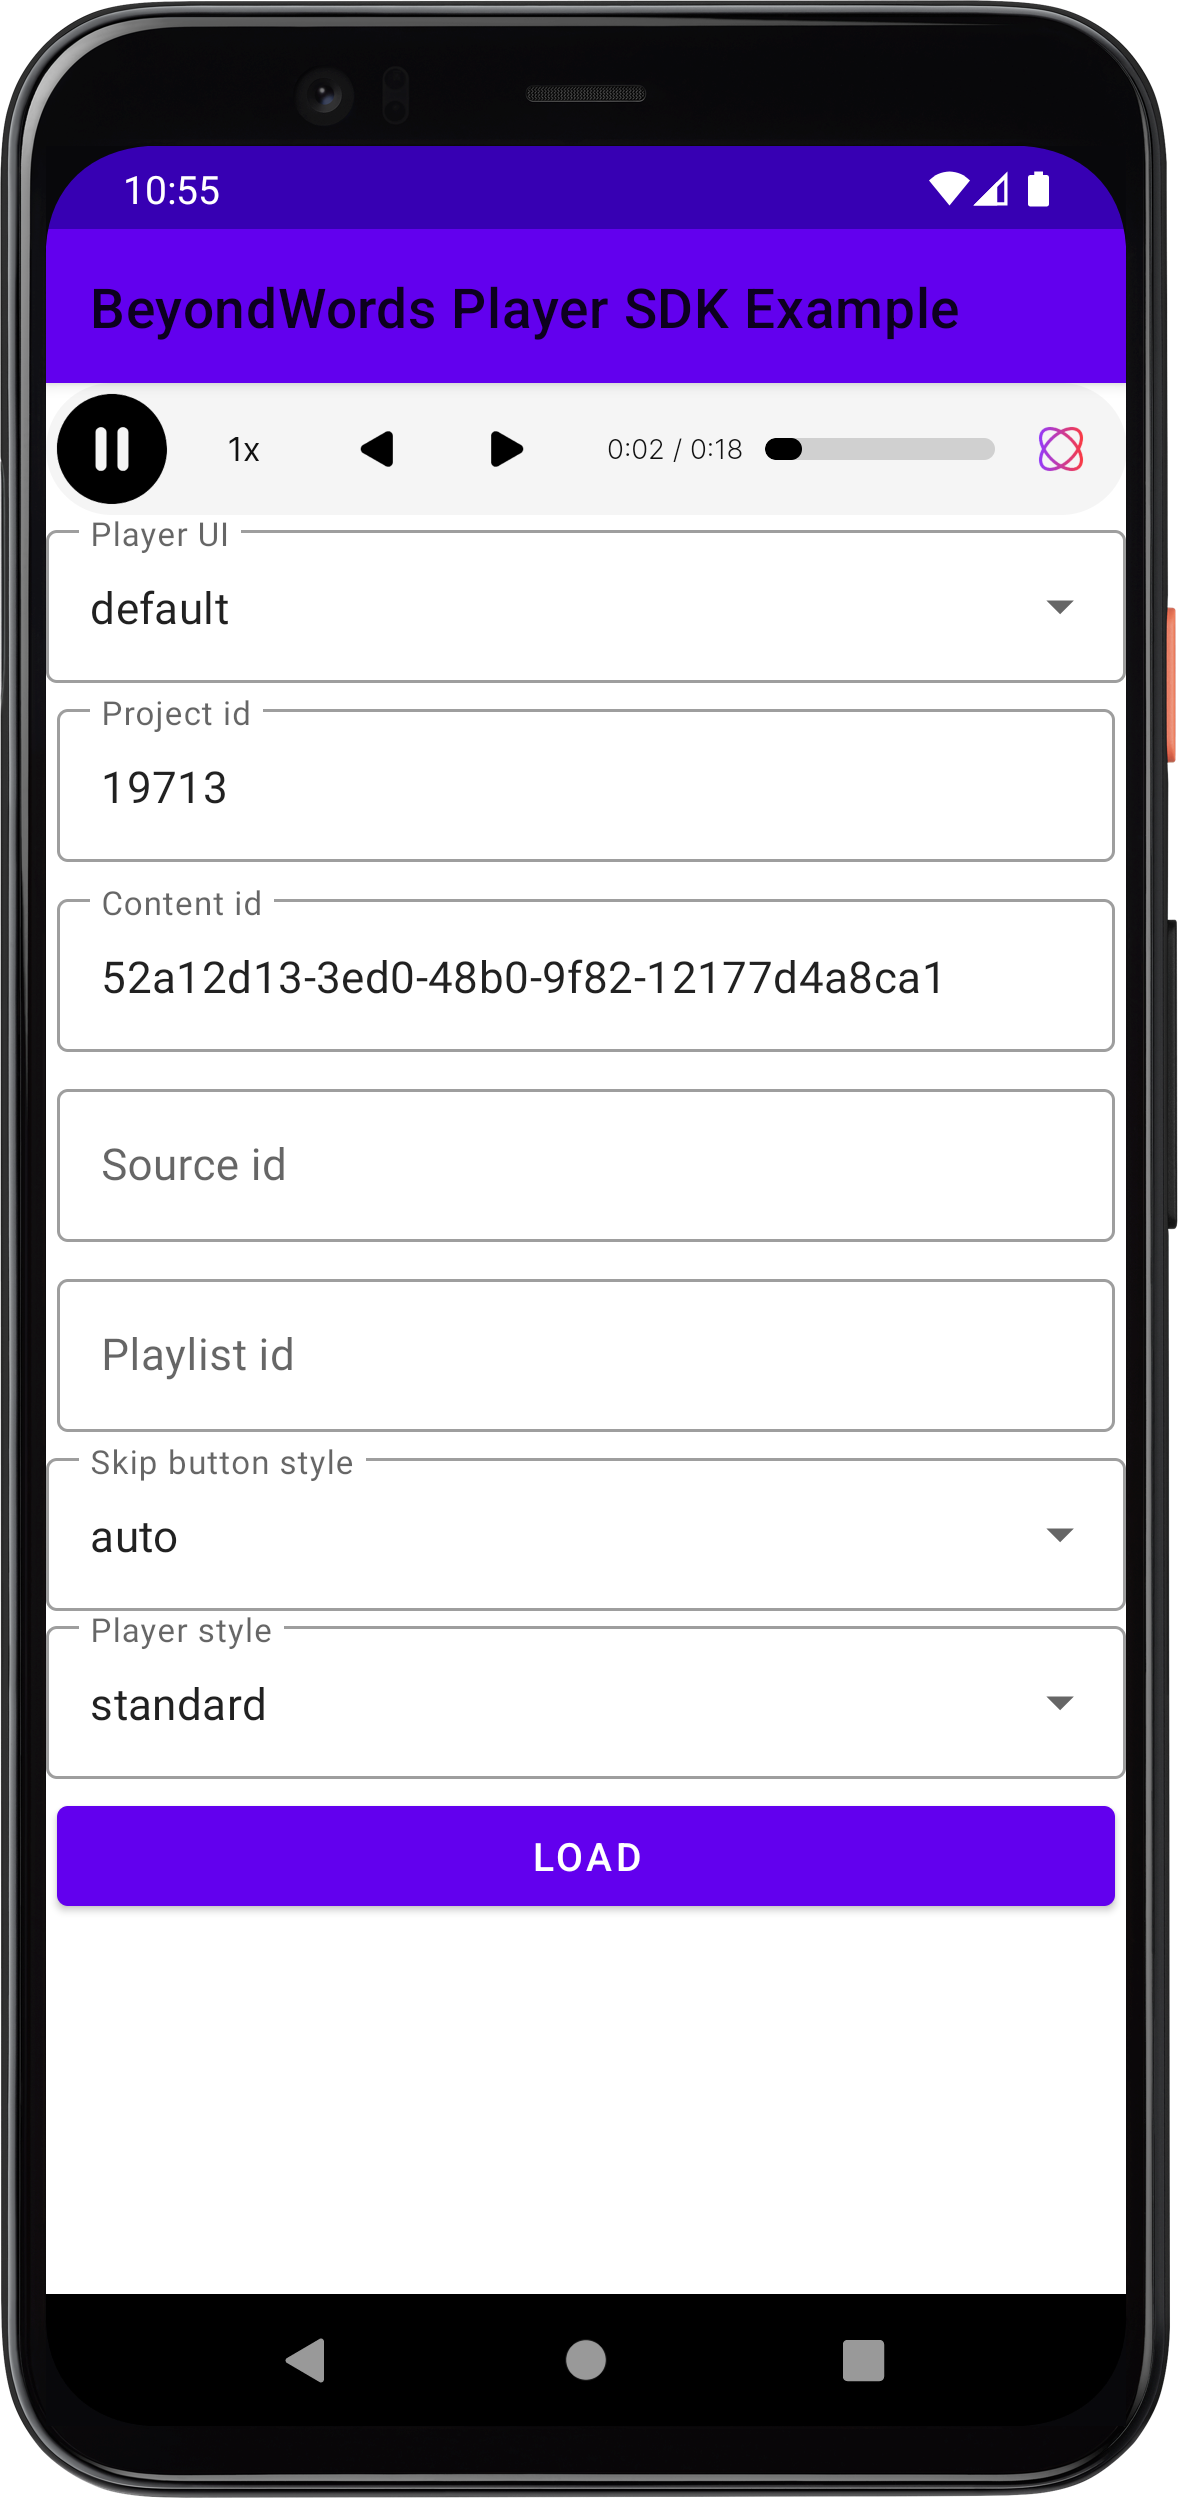 10:55
BeyondWords Player SDK Example
1x
0:02 / 0:18
Player UI
default
Project id
19713
Content id
52a12d13-3ed0-48b0-9f82-12177d4a8ca1
Source id
Playlist id
Skip button style
auto
Player style
standard
LOAD